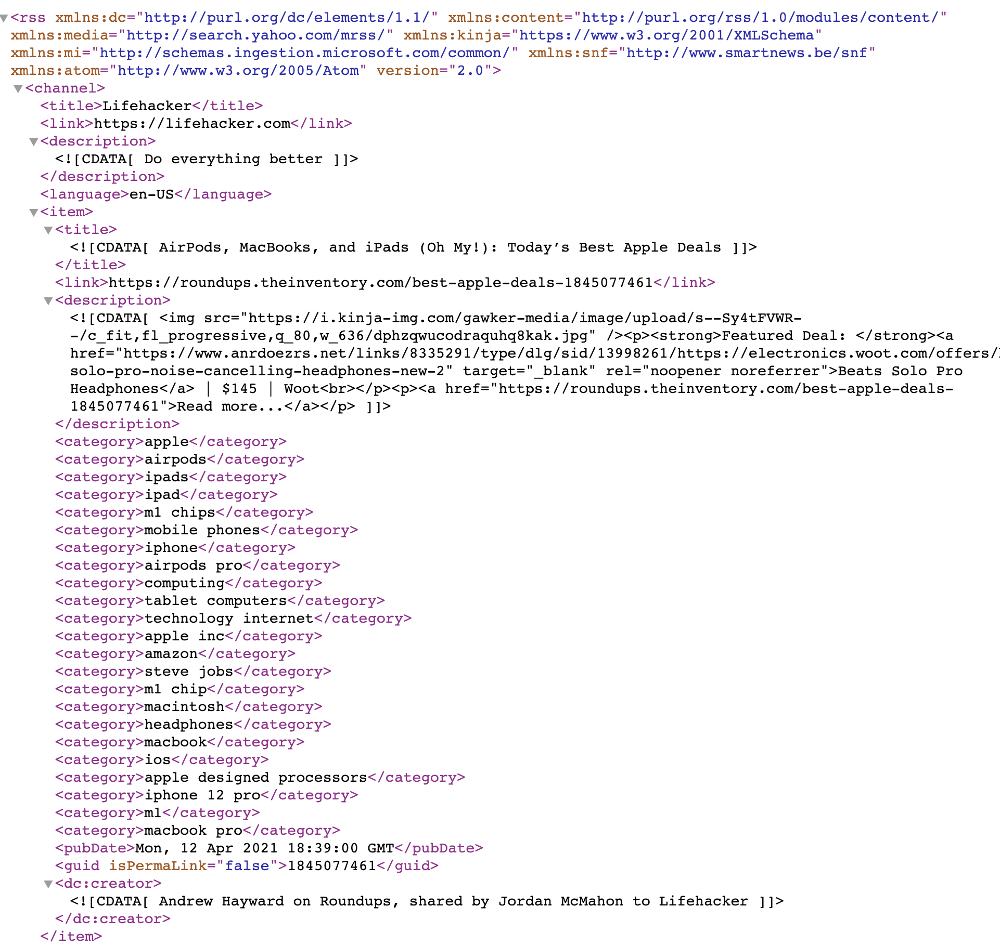 <rss xmlns:dc="http://purl.org/dc/elements/1.1/" xmlns:content="http://purl.org/rss/1.0/modules/content/"
xmlns:media="http://search.yahoo.com/mrss/" xmlns:kinja="https://www.w3.org/2001/XMLSchema"
xmlns:mi="http://schemas.ingestion.microsoft.com/common/" xmlns:snf="http://www.smartnews.be/snf"
xmlns:atom="http://www.w3.org/2005/Atom" version="2.0">
<channel>
<title>Lifehacker</title>
<link>https://lifehacker.com</link>
<description>
<![CDATA[ Do everything better ]]>
</description>
<language>en-US</language>
<item>
<title>
<![CDATA[ AirPods, MacBooks, and iPads (Oh My!): Today’s Best Apple Deals ]]>
</title>
<link>https://roundups.theinventory.com/best-apple-deals-1845077461</link>
<description>
<![CDATA[ <img src="https://i.kinja-img.com/gawker-media/image/upload/s--Sy4tFVWR-
-/c_fit,fl_progressive,q_80,w_636/dphzqwucodraquhq8kak.jpg" /><p><strong>Featured Deal: </strong><a
href="https://www.anrdoezrs.net/links/8335291/type/dlg/sid/13998261/https://electronics.woot.com/offers/
solo-pro-noise-cancelling-headphones-new-2" target="_blank" rel="noopener noreferrer">Beats Solo Pro
Headphones</a> | $145 | Woot<br></p><p><a href="https://roundups.theinventory.com/best-apple-deals-
1845077461">Read more...</a></p> ]]>
</description>
<category>apple</category>
<category>airpods</category>
<category>ipads</category>
<category>ipad</category>
<category>m1 chips</category>
<category>mobile phones</category>
<category>iphone</category>
<category>airpods pro</category>
<category>computing</category>
<category>tablet computers</category>
<category>technology internet</category>
<category>apple inc</category>
<category>amazon</category>
<category>steve jobs</category>
<category>m1 chip</category>
<category>macintosh</category>
<category>headphones</category>
<category>macbook</category>
<category>ios</category>
<category>apple designed processors</category>
<category>iphone 12 pro</category>
<category>m1</category>
<category>macbook pro</category>
<pubDate>Mon, 12 Apr 2021 18:39:00 GMT</pubDate>
<guid isPermaLink="false">1845077461</guid>
<dc:creator>
<![CDATA[ Andrew Hayward on Roundups, shared by Jordan McMahon to Lifehacker ]]>
</dc:creator>
</item>